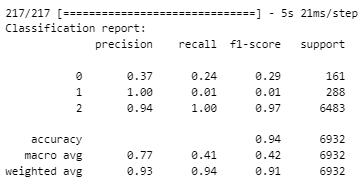 217/217 [==============================] - 5s 21ms/step
Classification report:
precision recall f1-score support
0 0.37 0.24 0.29 161
1 1.00 0.01 0.01 288
2 0.94 1.00 0.97 6483
accuracy 0.94 6932
macro avg 0.77 0.41 0.42 6932
weighted avg 0.93 0.94 0.91 6932